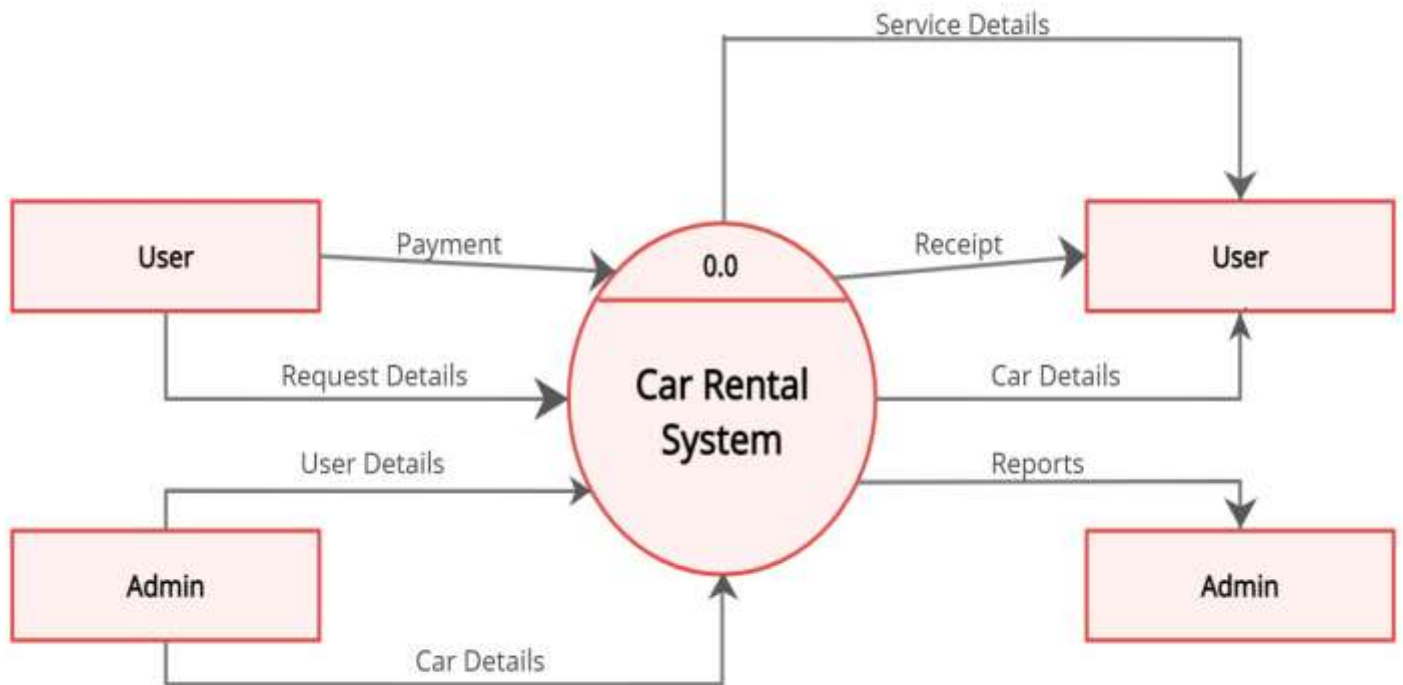 Service Details
User
Payment
0.0
Receipt
User
Request Details
Car Rental
System
Car Details
User Details
Reports
Admin
Admin
Car Details